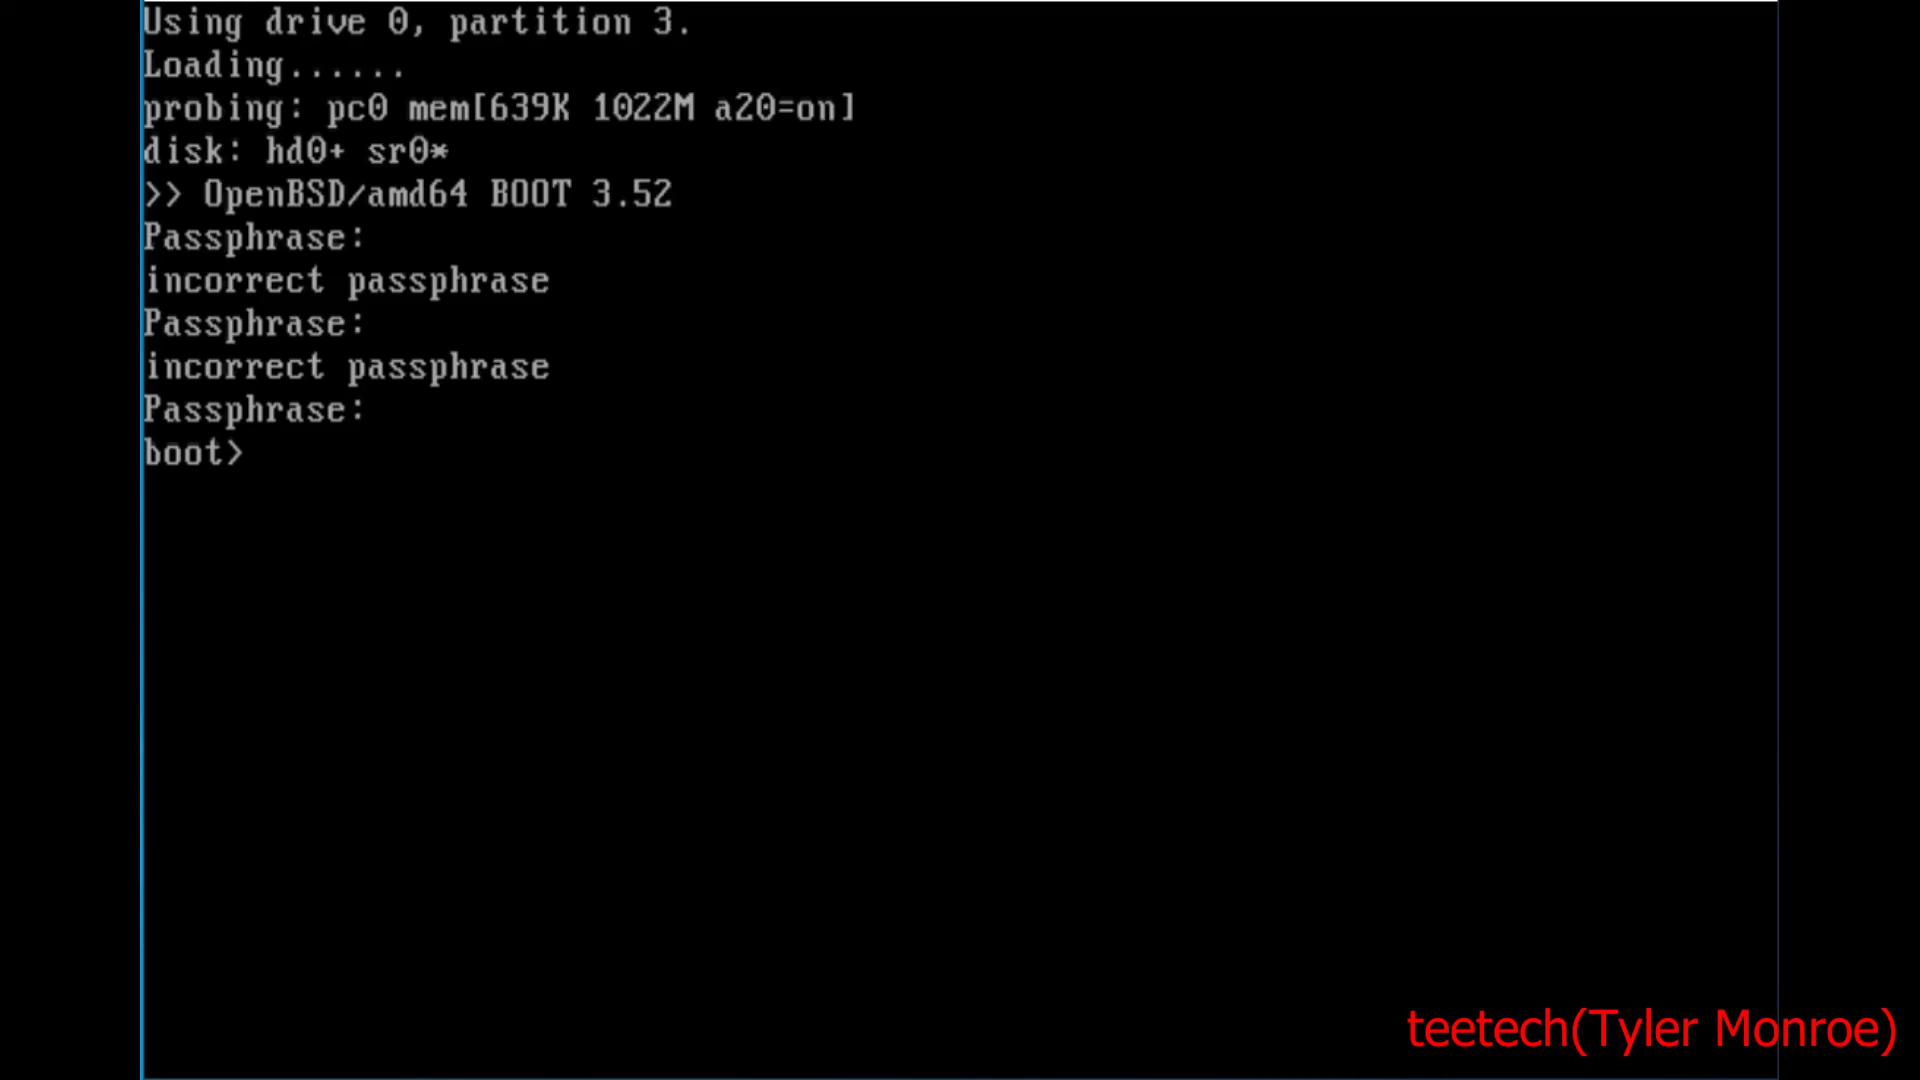 Using drive 0, partition 3.
Loading......
probing: pc0 mem[639K 1022M a20=on]
disk: hd0+ sr0*
>> OpenBSD/amd64 BOOT 3.52
Passphrase:
incorrect passphrase
Passphrase:
incorrect passphrase
Passphrase:
boot>
teetech(Tyler Monroe)